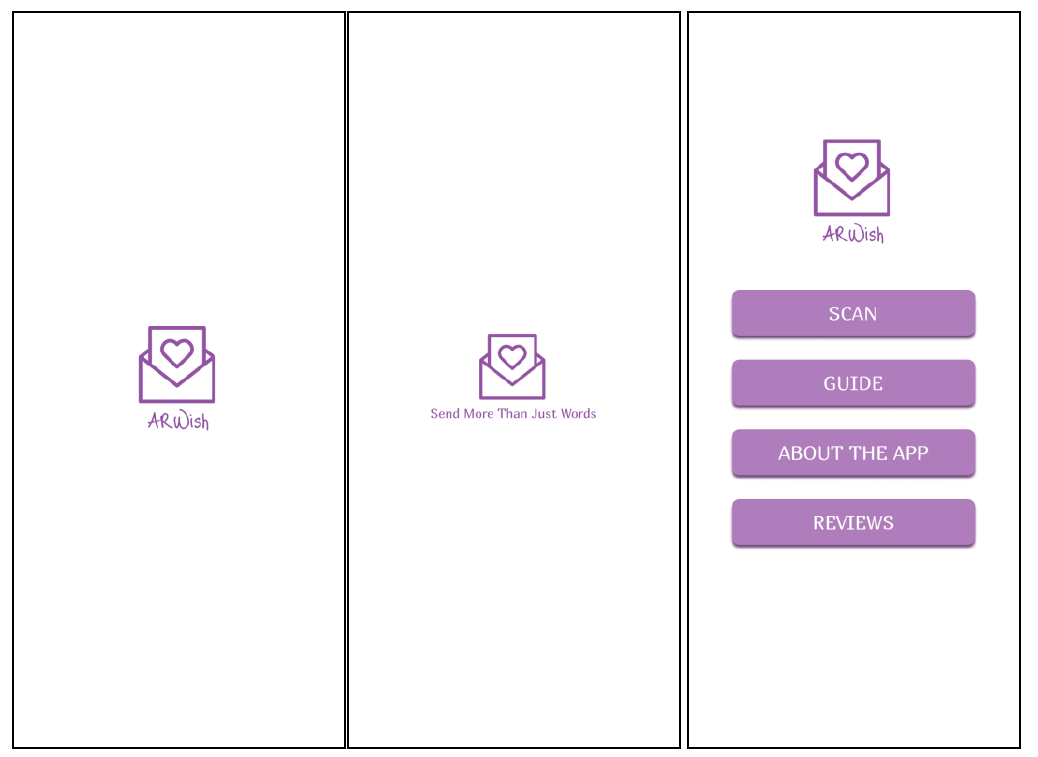 ARWish
Send More Than Just Words
ARWish
SCAN
GUIDE
ABOUT THE APP
REVIEWS